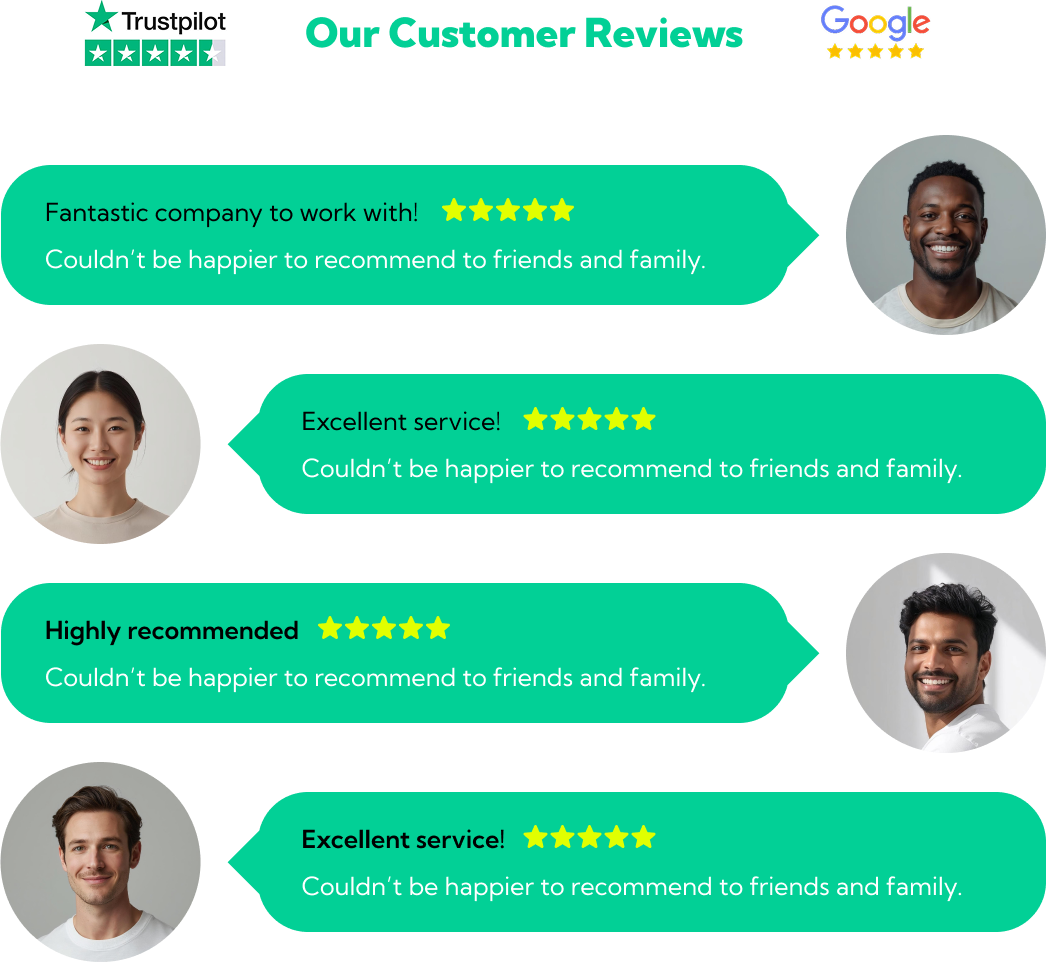 Trustpilot
Our Customer Reviews
Google
Fantastic company to work with!
Couldn’t be happier to recommend to friends and family.
Excellent service!
Couldn’t be happier to recommend to friends and family.
Highly recommended
Couldn’t be happier to recommend to friends and family.
Excellent service!
Couldn’t be happier to recommend to friends and family.